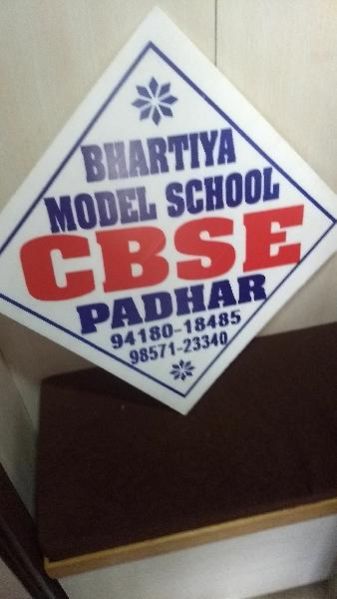 BHARTIYA
MODEL SCHOOL
CBSE
PADHAR
94180-18485
98571-23340